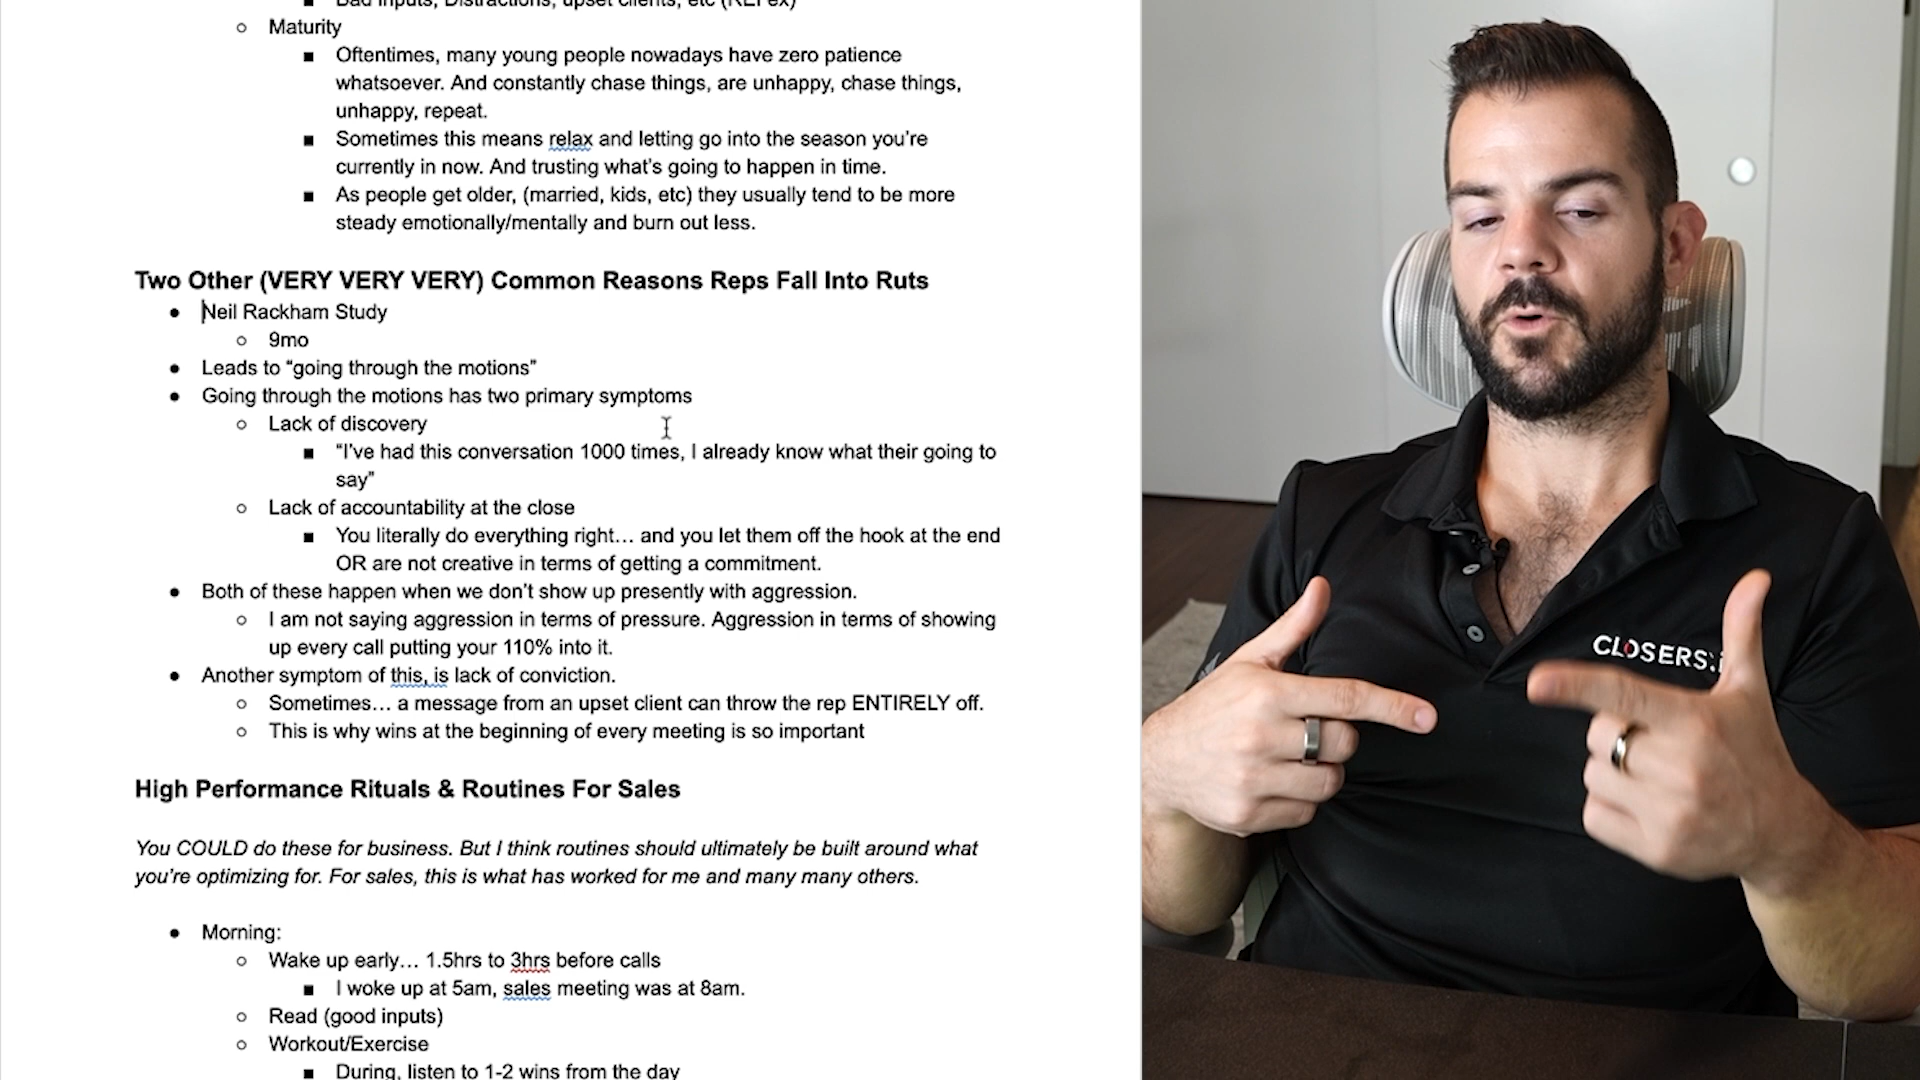 Bad inputs, Distractions, upset clients, etc (REPex)
Maturity
Oftentimes, many young people nowadays have zero patience
whatsoever. And constantly chase things, are unhappy, chase things,
unhappy, repeat.
Sometimes this means relax and letting go into the season you're
currently in now. And trusting what's going to happen in time.
As people get older, (married, kids, etc) they usually tend to be more
steady emotionally/mentally and burn out less.
Two Other (VERY VERY VERY) Common Reasons Reps Fall Into Ruts
Neil Rackham Study
9mo
Leads to “going through the motions”
Going through the motions has two primary symptoms
Lack of discovery
“I've had this conversation 1000 times, I already know what their going to
say”
Lack of accountability at the close
You literally do everything right… and you let them off the hook at the end
OR are not creative in terms of getting a commitment.
Both of these happen when we don't show up presently with aggression.
I am not saying aggression in terms of pressure. Aggression in terms of showing
up every call putting your 110% into it.
Another symptom of this, is lack of conviction.
Sometimes… a message from an upset client can throw the rep ENTIRELY off.
This is why wins at the beginning of every meeting is so important
High Performance Rituals & Routines For Sales
You COULD do these for business. But I think routines should ultimately be built around what
you're optimizing for. For sales, this is what has worked for me and many many others.
Morning:
Wake up early… 1.5hrs to 3hrs before calls
I woke up at 5am, sales meeting was at 8am.
Read (good inputs)
Workout/Exercise
During, listen to 1-2 wins from the day
CLOSERS.